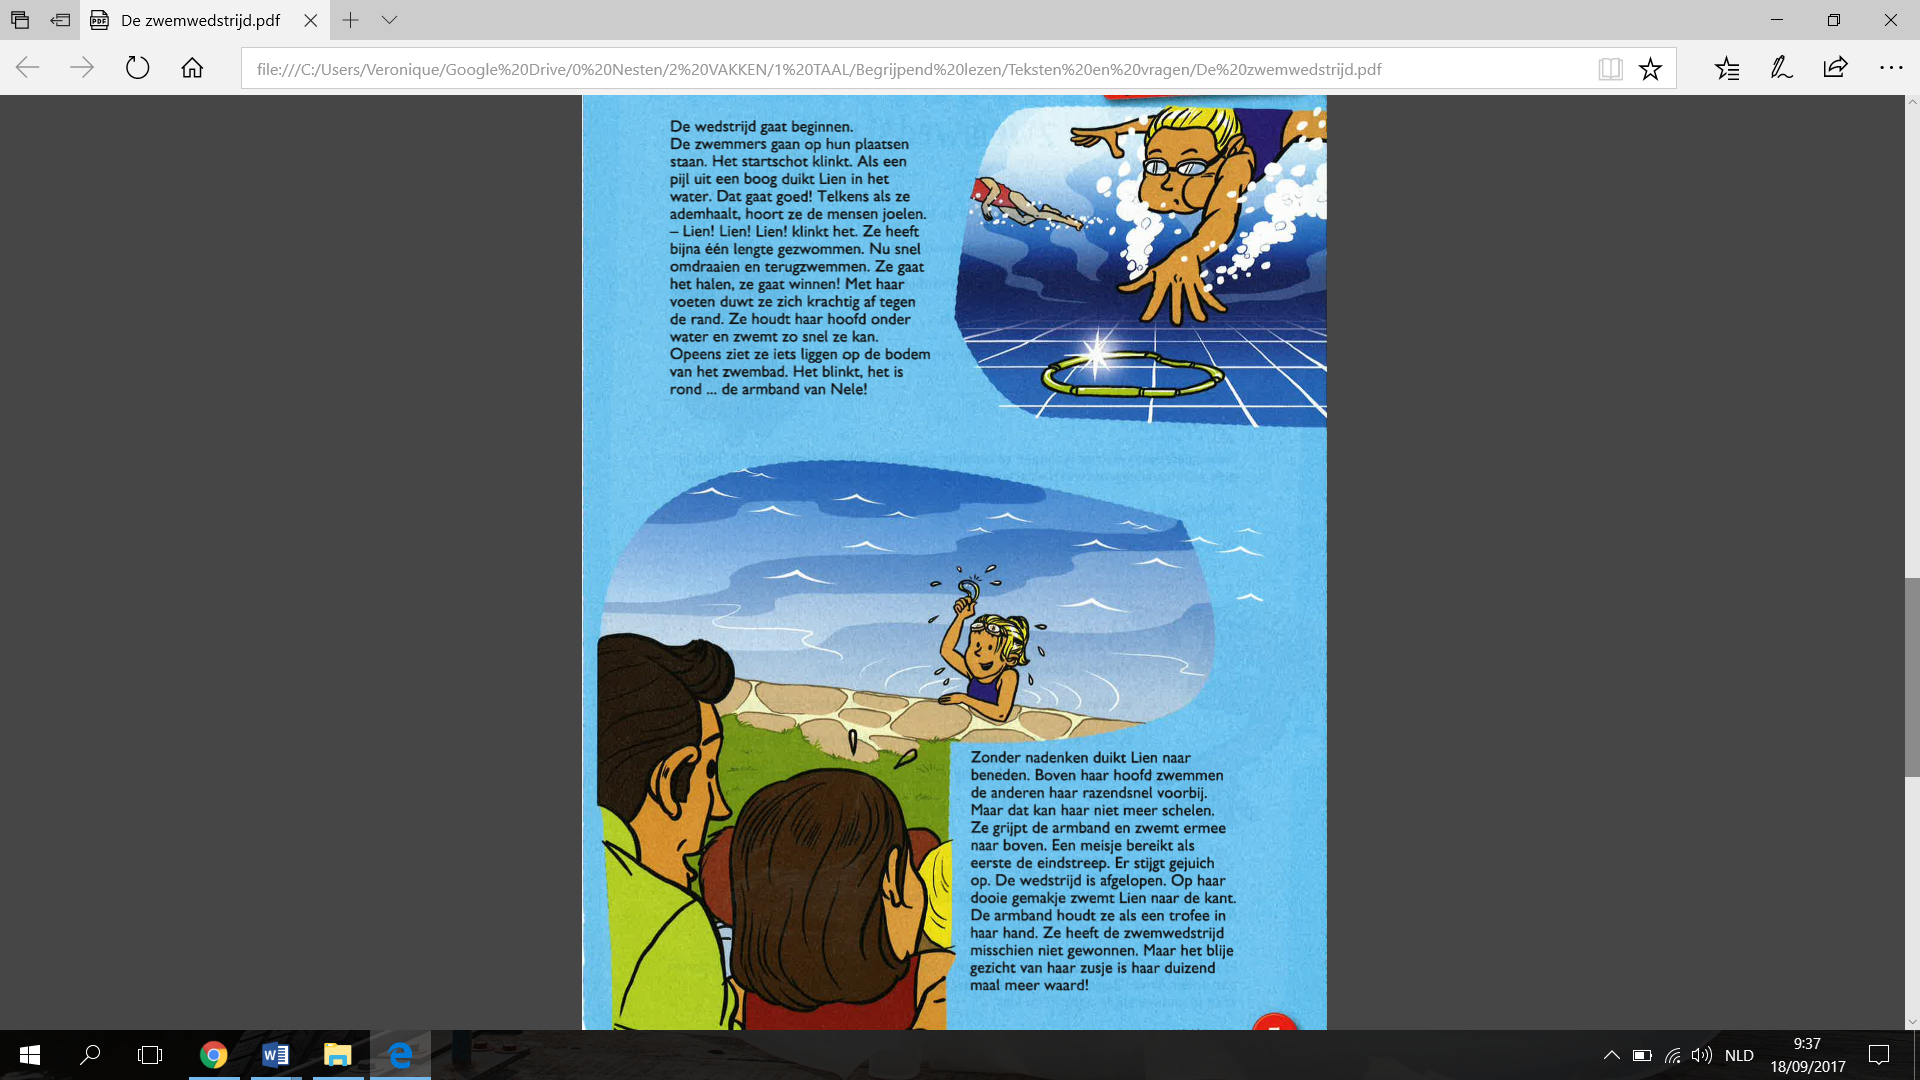 De zwemwedstrijd.pdf
file:///C:/Users/Veronique/Google%20Drive/0%20Nesten/2%20VAKKEN/1%20TAAL/Begrijpend%20lezen/Teksten%20en%20vragen/De%20zwemwedstrijd.pdf
De wedstrijd gaat beginnen.
De zwemmers gaan op hun plaatsen
staan. Het startschot klinkt. Als een
pijl uit een boog duikt Lien in het
water. Dat gaat goed! Telkens als ze
ademhaalt, hoort ze de mensen joelen.
– Lien! Lien! Lien! klinkt het. Ze heeft
bijna één lengte gezwommen. Nu snel
omdraaien en terugzwemmen. Ze gaat
het halen, ze gaat winnen! Met haar
voeten duwt ze zich krachtig af tegen
de rand. Ze houdt haar hoofd onder
water en zwemt zo snel ze kan.
Opeens ziet ze iets liggen op de bodem
van het zwembad. Het blinkt, het is
rond ... de armband van Nele!
Zonder nadenken duikt Lien naar
beneden. Boven haar hoofd zwemmen
de anderen haar razendsnel voorbij.
Maar dat kan haar niet meer schelen.
Ze grijpt de armband en zwemt ermee
naar boven. Een meisje bereikt als
eerste de eindstreep. Er stijgt gejuich
op. De wedstrijd is afgelopen. Op haar
dooie gemakje zwemt Lien naar de kant.
De armband houdt ze als een trofee in
haar hand. Ze heeft de zwemwedstrijd
misschien niet gewonnen. Maar het blije
gezicht van haar zusje is haar duizend
maal meer waard!
NLD
9:37
18/09/2017